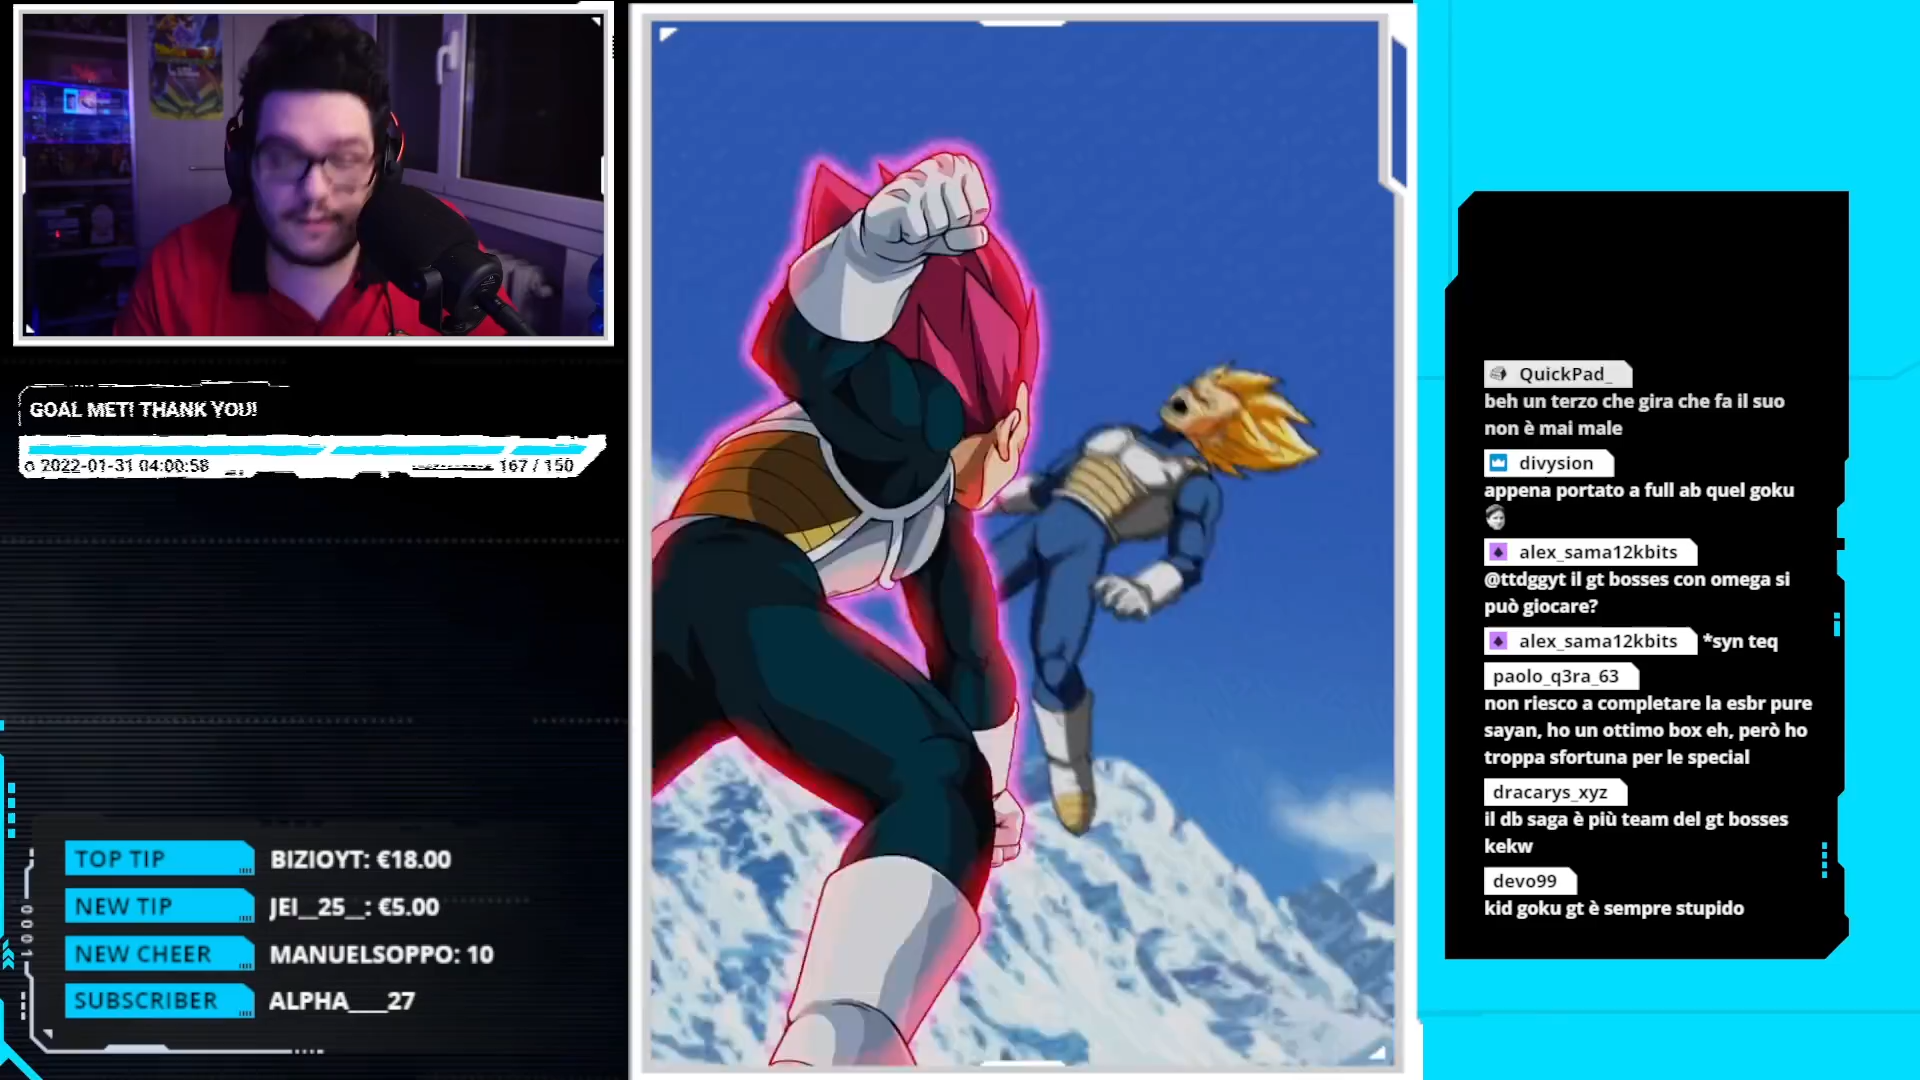 GOAL MET! THANK YOU!
2022-01-31 04:00:58
167 / 150
TOP TIP
BIZIOYT: €18.00
NEW TIP
JEI__25__: €5.00
NEW CHEER
MANUELSOPPO: 10
SUBSCRIBER
ALPHA____27
0001
QuickPad_
beh un terzo che gira che fa il suo
non è mai male
divysion
appena portato a full ab quel goku
alex_sama12kbits
@ttdggyt il gt bosses con omega si
può giocare?
alex_sama12kbits *syn teq
paolo_q3ra_63
non riesco a completare la esbr pure
sayan, ho un ottimo box eh, però ho
troppa sfortuna per le special
dracarys_xyz
il db saga è più team del gt bosses
kekw
devo99
kid goku gt è sempre stupido